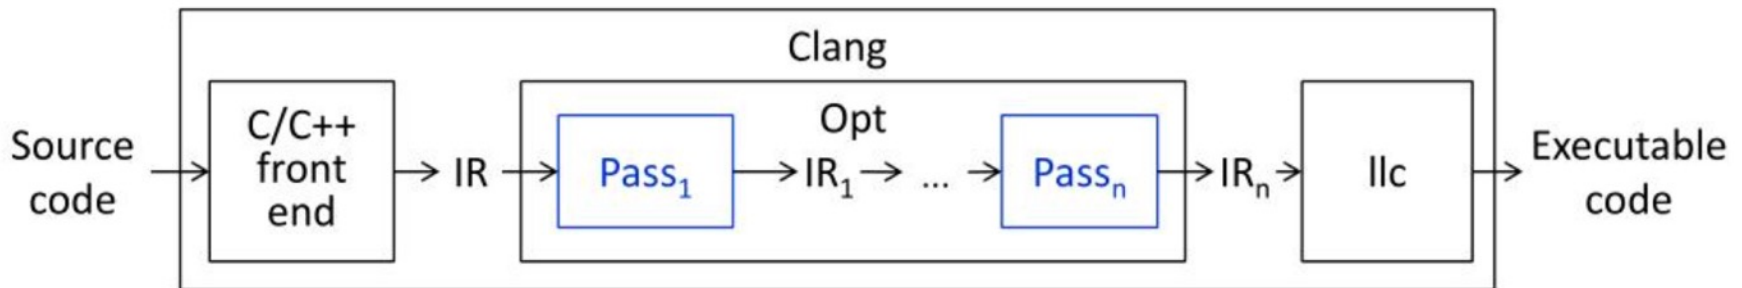 Clang
Source
code
C/C++
front
end
IR
Opt
Pass₁
IR₁
...
Passₙ
IRₙ
llc
Executable
code